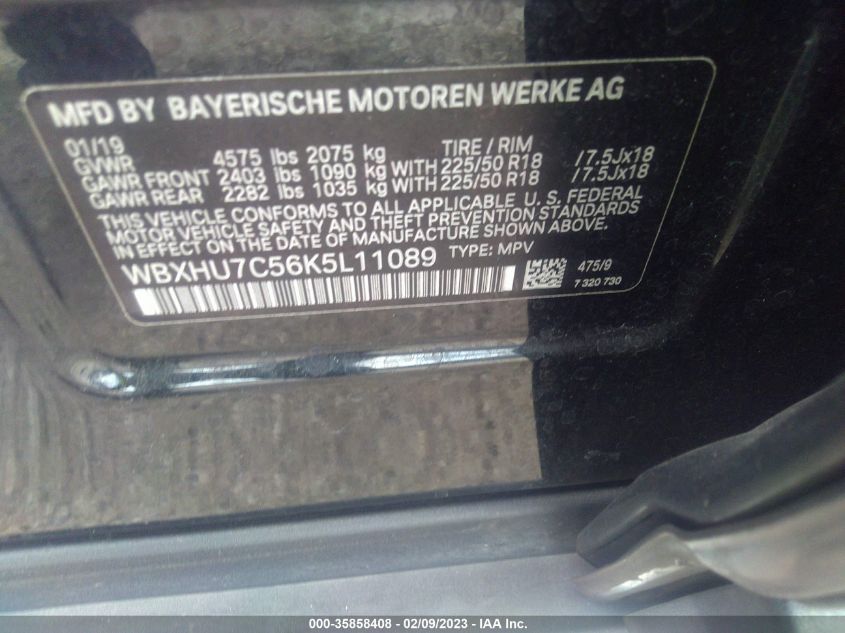 MFD BY BAYERISCHE MOTOREN WERKE AG
01/19 TIRE / RIM
GVWR 4575 lbs 2075 kg
GAWR FRONT 2403 lbs 1090 kg WITH 225/50 R18 /7.5Jx18
GAWR REAR 2282 lbs 1035 kg WITH 225/50 R18 /7.5Jx18
THIS VEHICLE CONFORMS TO ALL APPLICABLE U. S. FEDERAL
MOTOR VEHICLE SAFETY AND THEFT PREVENTION STANDARDS
IN EFFECT ON THE DATE OF MANUFACTURE SHOWN ABOVE.
WBXHU7C56K5L11089 TYPE: MPV
475/9
7 320 730
000-35858408 | 02/09/2023 | IAA Inc.